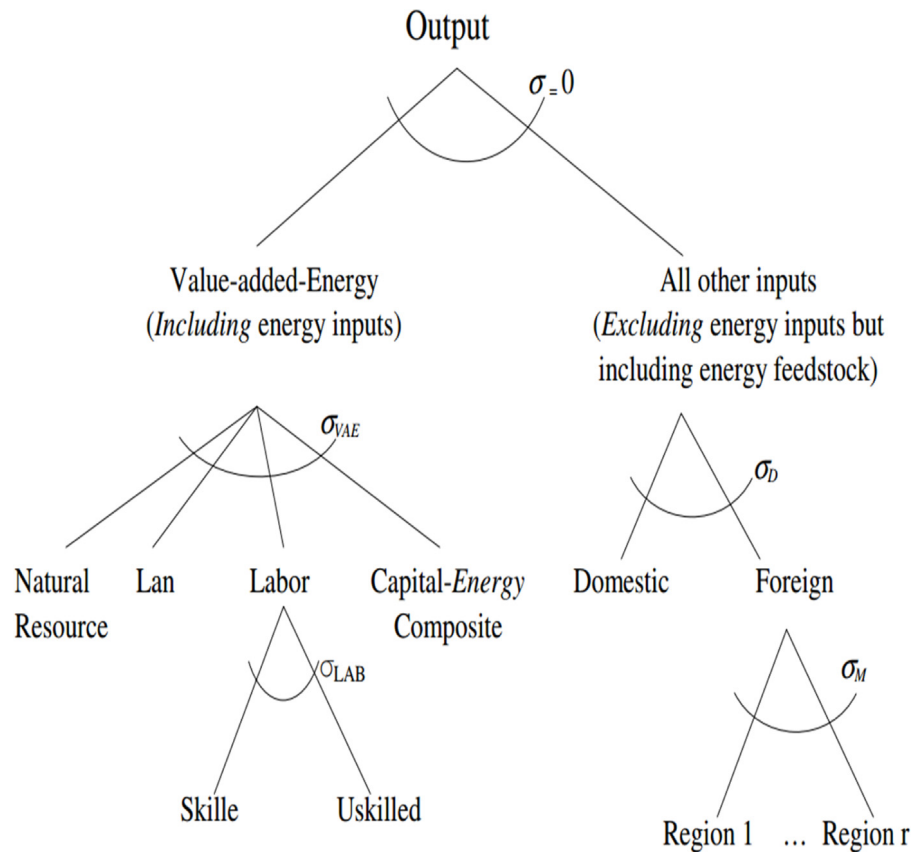 Output
σ=0
Value-added-Energy
(Including energy inputs)
All other inputs
(Excluding energy inputs but
including energy feedstock)
σVAE
σD
Natural
Resource
Lan
Labor
Capital-Energy
Composite
Domestic
Foreign
σLAB
σM
Skille
Uskilled
Region 1 ... Region r